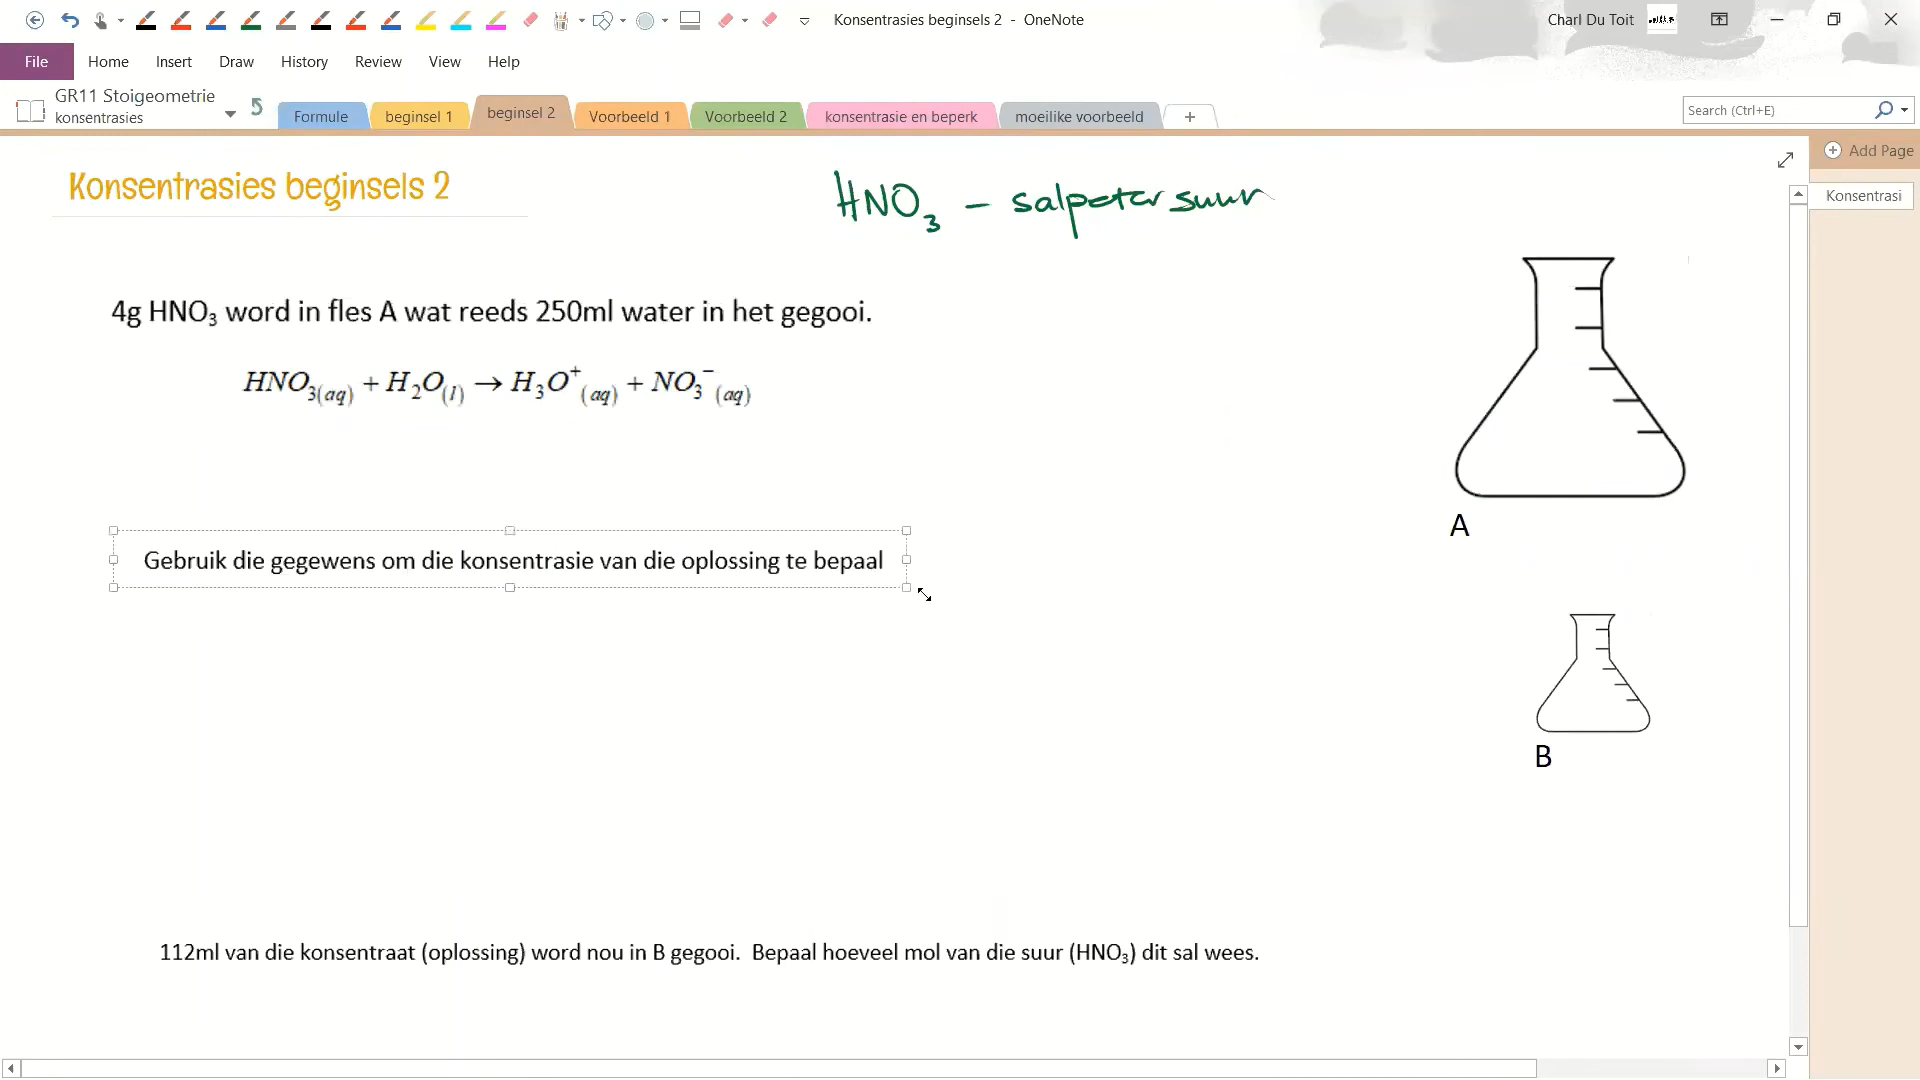 Konsentrasies beginsels 2 - OneNote
Charl Du Toit
File Home Insert Draw History Review View Help
GR11 Stoigeometrie
konsentrasies
Formule beginsel 1 beginsel 2 Voorbeeld 1 Voorbeeld 2 konsentrasie en beperk moeilike voorbeeld +
Search (Ctrl+E)
Add Page
Konsentrasi
Konsentrasies beginsels 2
HNO₃ - salpetersuur
4g HNO₃ word in fles A wat reeds 250ml water in het gegooi.
HNO₃(aq) + H₂O(l) → H₃O⁺(aq) + NO₃⁻(aq)
A
Gebruik die gegewens om die konsentrasie van die oplossing te bepaal
B
112ml van die konsentraat (oplossing) word nou in B gegooi. Bepaal hoeveel mol van die suur (HNO₃) dit sal wees.